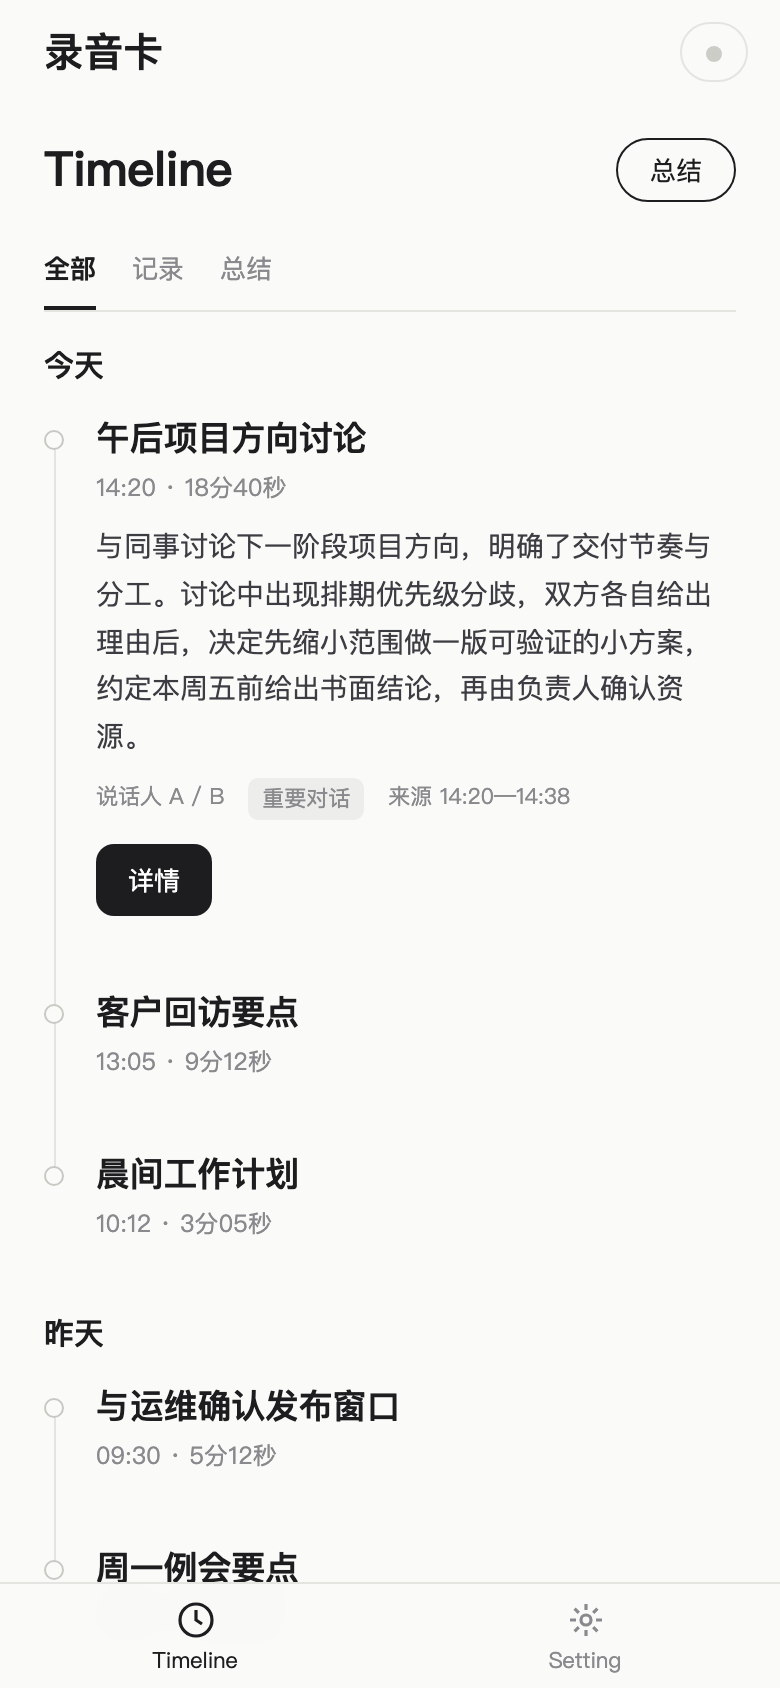 录音卡
Timeline
总结
全部 记录 总结
今天
午后项目方向讨论
14:20 · 18分40秒
与同事讨论下一阶段项目方向，明确了交付节奏与
分工。讨论中出现排期优先级分歧，双方各自给出
理由后，决定先缩小范围做一版可验证的小方案，
约定本周五前给出书面结论，再由负责人确认资
源。
说话人 A / B 重要对话 来源 14:20—14:38
详情
客户回访要点
13:05 · 9分12秒
晨间工作计划
10:12 · 3分05秒
昨天
与运维确认发布窗口
09:30 · 5分12秒
周一例会要点
Timeline Setting